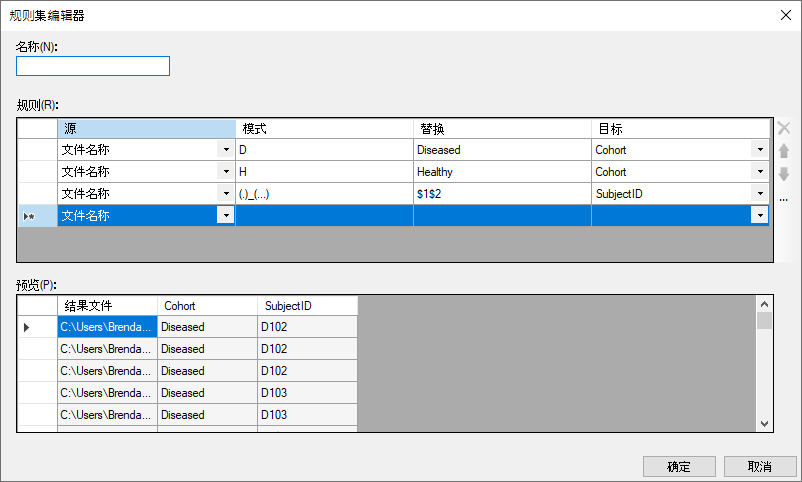 规则集编辑器
名称(N):
规则(R):
源 模式 替换 目标
文件名称 D Diseased Cohort
文件名称 H Healthy Cohort
文件名称 (.)_(...) $1$2 SubjectID
文件名称
...
预览(P):
结果文件 Cohort SubjectID
C:\Users\Brenda... Diseased D102
C:\Users\Brenda... Diseased D102
C:\Users\Brenda... Diseased D102
C:\Users\Brenda... Diseased D103
C:\Users\Brenda... Diseased D103
确定 取消